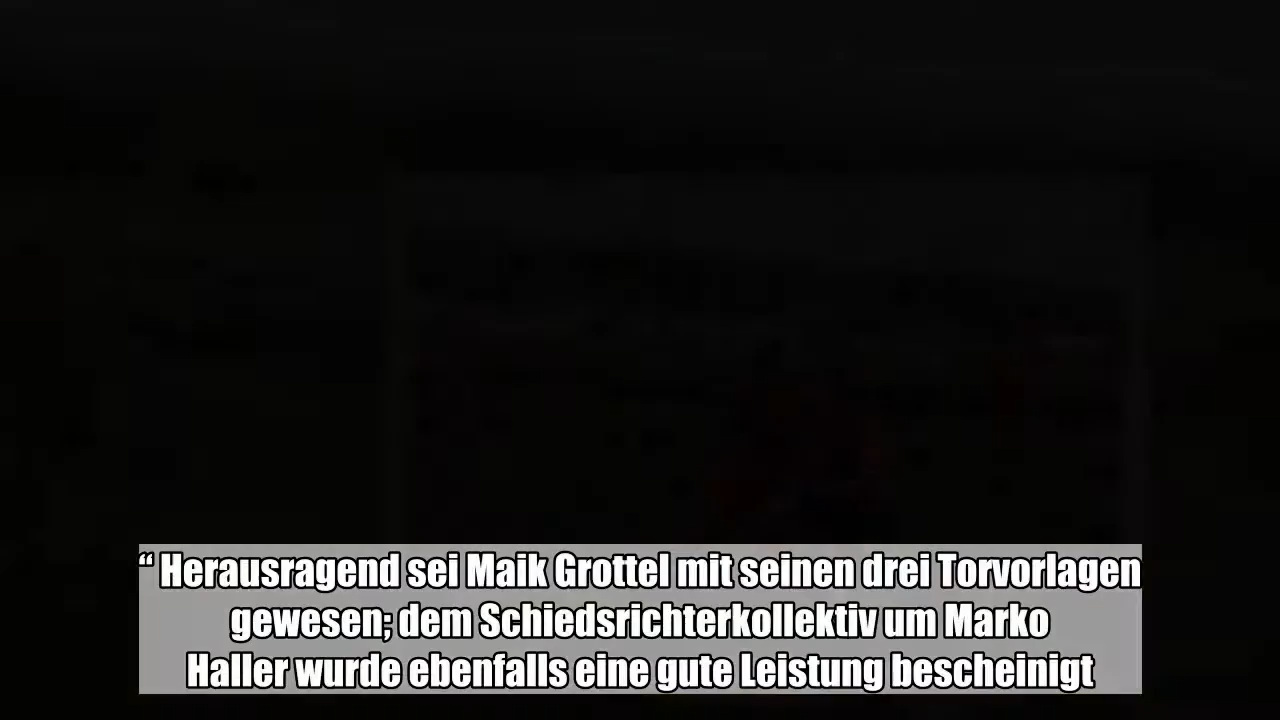 “ Herausragend sei Maik Grottel mit seinen drei Torvorlagen
gewesen; dem Schiedsrichterkollektiv um Marko
Haller wurde ebenfalls eine gute Leistung bescheinigt